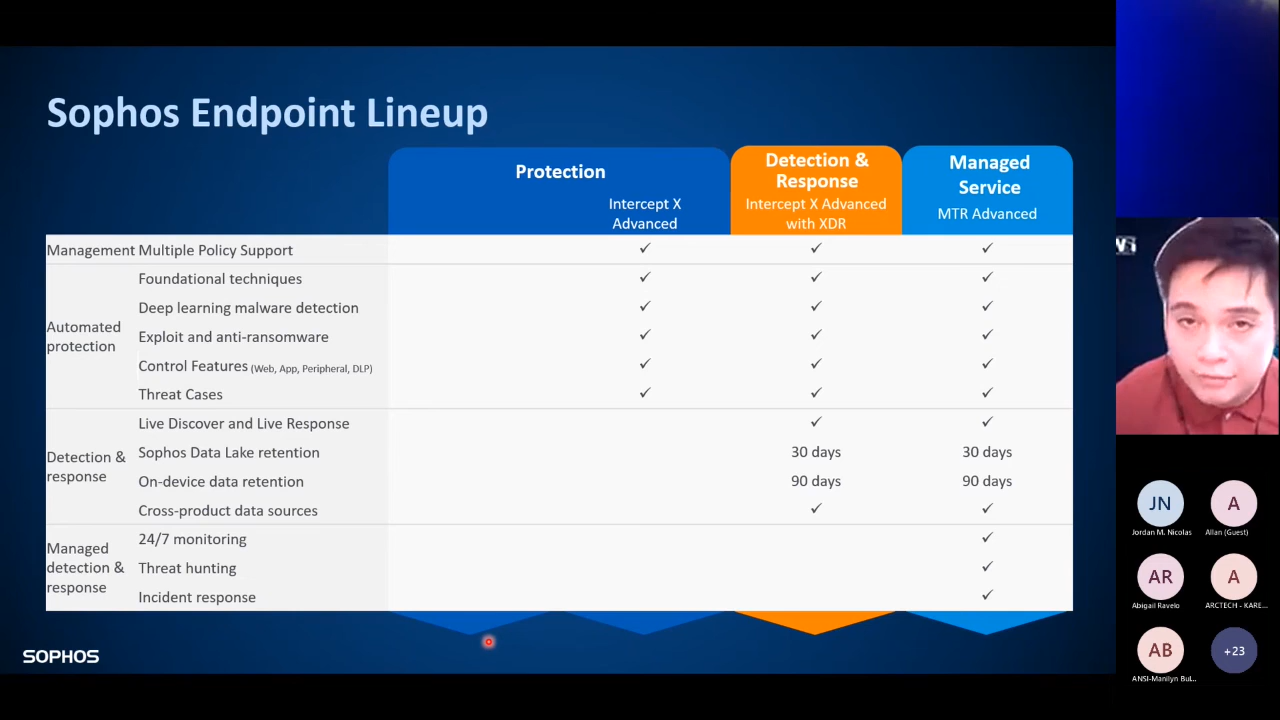 Sophos Endpoint Lineup
Protection
Detection &
Response
Managed
Service
Intercept X
Advanced
Intercept X Advanced
with XDR
MTR Advanced
Management Multiple Policy Support ✓ ✓ ✓
Automated
protection
Foundational techniques ✓ ✓ ✓
Deep learning malware detection ✓ ✓ ✓
Exploit and anti-ransomware ✓ ✓ ✓
Control Features (Web, App, Peripheral, DLP) ✓ ✓ ✓
Threat Cases ✓ ✓ ✓
Detection &
response
Live Discover and Live Response ✓ ✓
Sophos Data Lake retention 30 days 30 days
On-device data retention 90 days 90 days
Cross-product data sources ✓ ✓
Managed
detection &
response
24/7 monitoring ✓
Threat hunting ✓
Incident response ✓
SOPHOS
JN
Jordan M. Nicolas
A
Allan (Guest)
AR
Abigail Ravelo
A
ARCTECH - KARE...
AB
ANSI-Manilyn Bul...
+23